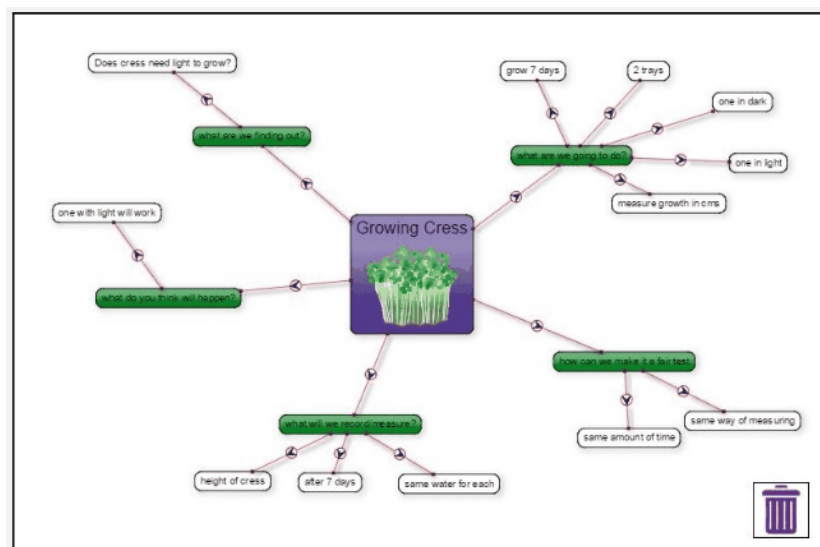 Does cress need light to grow?
what are we finding out?
grow 7 days
2 trays
one in dark
what are we going to do?
one in light
measure growth in cms
one with light will work
Growing Cress
what do you think will happen?
how can we make it a fair test
same way of measuring
same amount of time
what will we record/measure?
height of cress
after 7 days
same water for each